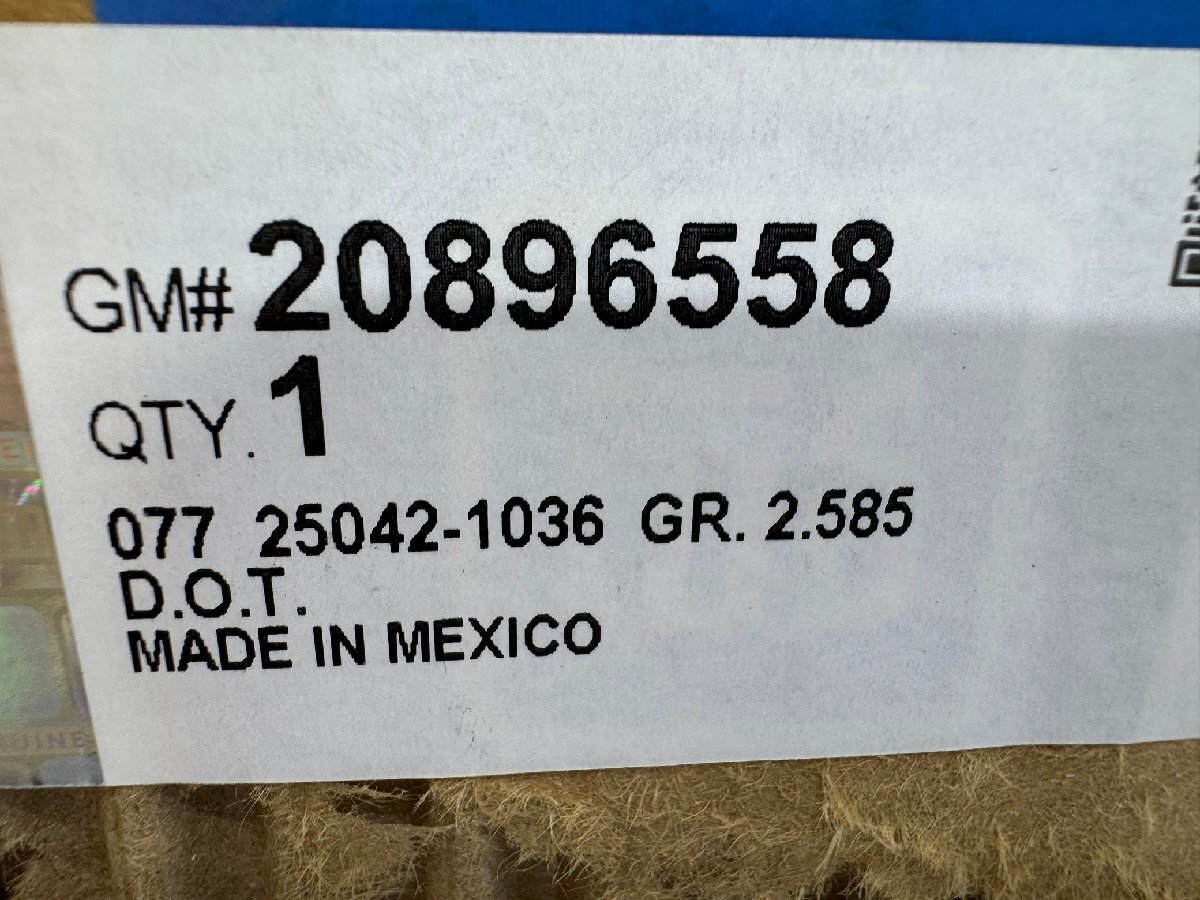 GM# 20896558
QTY. 1
077 25042-1036 GR. 2.585
D.O.T.
MADE IN MEXICO